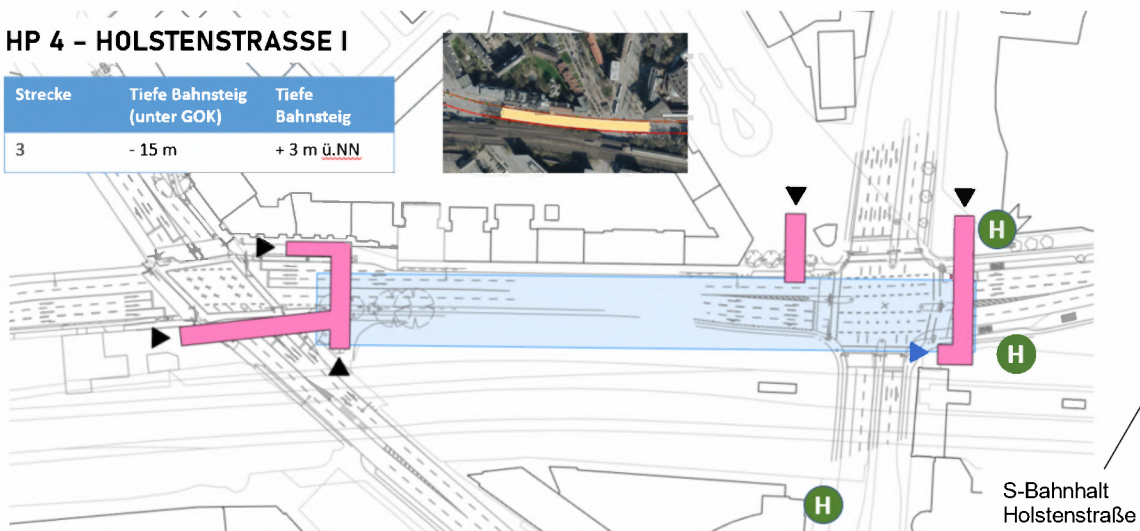 HP 4 – HOLSTENSTRASSE I
Strecke Tiefe Bahnsteig (unter GOK) Tiefe Bahnsteig
3 - 15 m + 3 m ü.NN
H
H
H
S-Bahnhalt
Holstenstraße